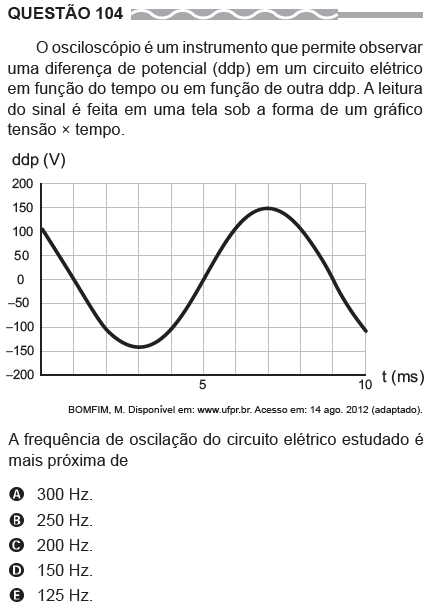 QUESTÃO 104
O osciloscópio é um instrumento que permite observar
uma diferença de potencial (ddp) em um circuito elétrico
em função do tempo ou em função de outra ddp. A leitura
do sinal é feita em uma tela sob a forma de um gráfico
tensão × tempo.
ddp (V)
200
150
100
50
0
–50
–100
–150
–200
5
10
t (ms)
BOMFIM, M. Disponível em: www.ufpr.br. Acesso em: 14 ago. 2012 (adaptado).
A frequência de oscilação do circuito elétrico estudado é
mais próxima de
A 300 Hz.
B 250 Hz.
C 200 Hz.
D 150 Hz.
E 125 Hz.